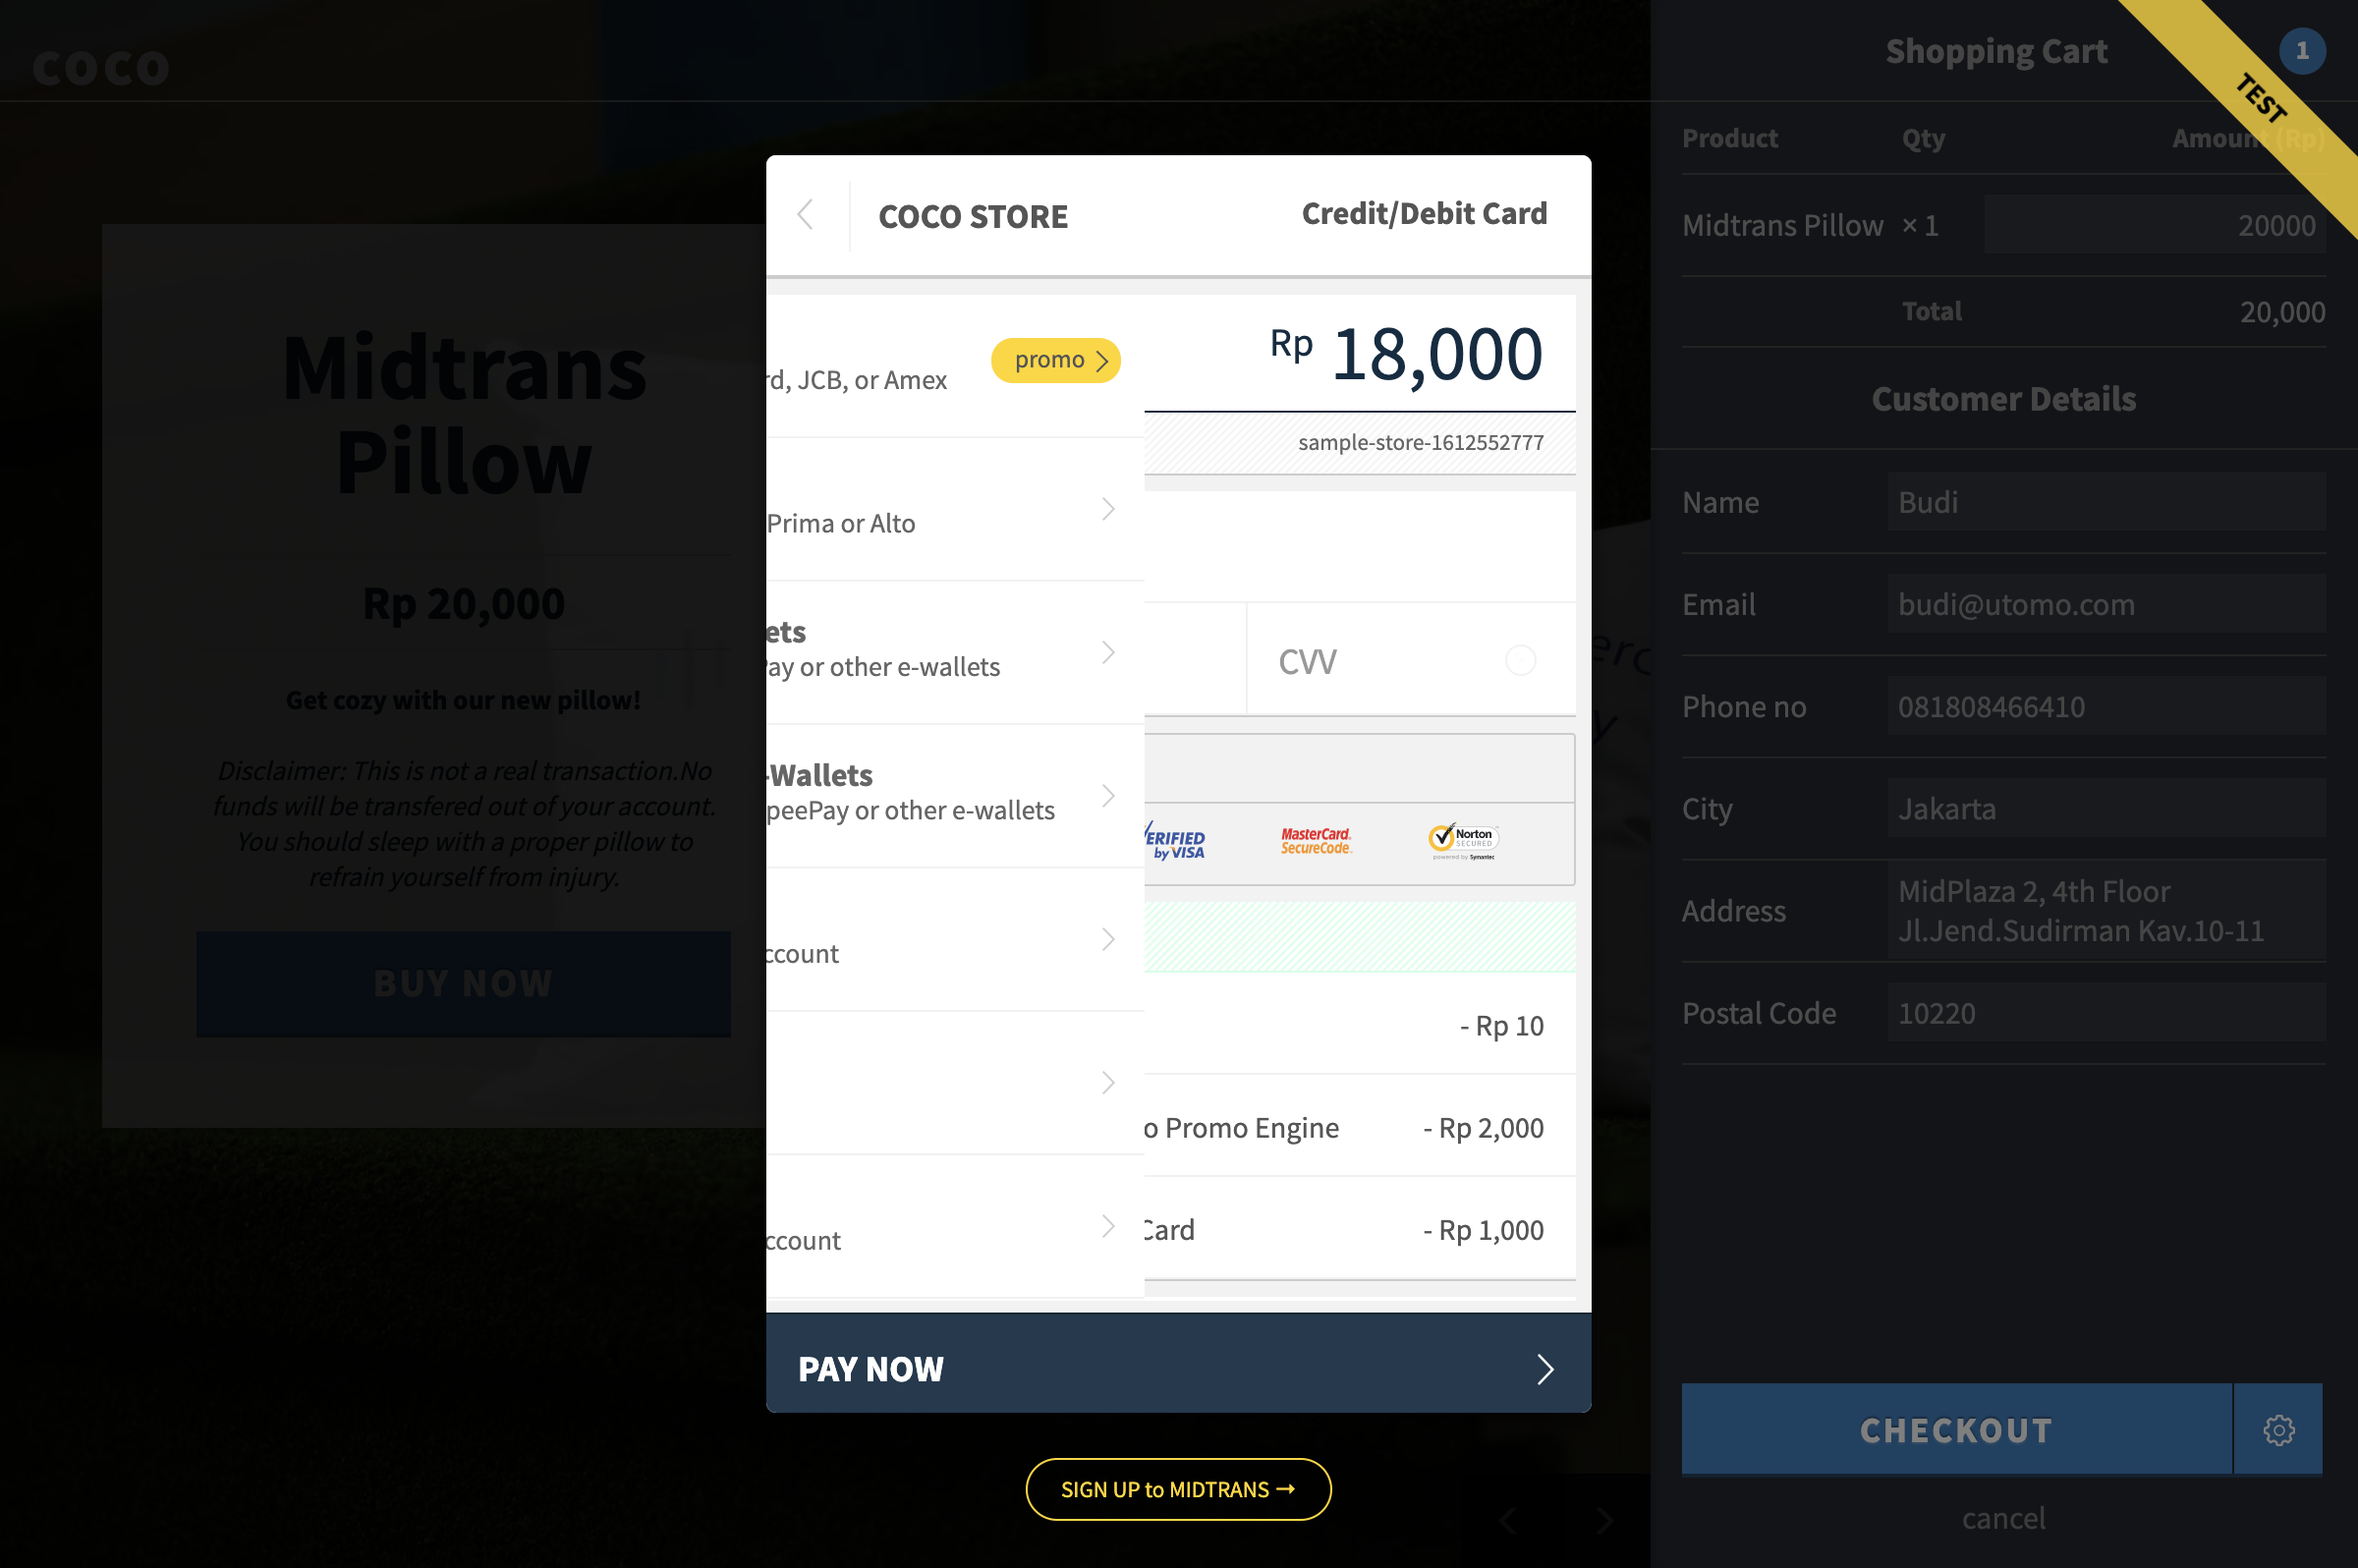 COCO
Midtrans
Pillow
Rp 20,000
Get cozy with our new pillow!
Disclaimer: This is not a real transaction.No
funds will be transfered out of your account.
You should sleep with a proper pillow to
refrain yourself from injury.
BUY NOW
COCO STORE
Credit/Debit Card
rd, JCB, or Amex
promo
Prima or Alto
ets
Pay or other e-wallets
-Wallets
peePay or other e-wallets
ccount
ccount
Rp 18,000
sample-store-1612552777
CVV
VERIFIED
by VISA
MasterCard.
SecureCode.
Norton
SECURED
powered by Symantec
- Rp 10
o Promo Engine - Rp 2,000
Card - Rp 1,000
PAY NOW
SIGN UP to MIDTRANS →
Shopping Cart
1
TEST
Product Qty Amount (Rp)
Midtrans Pillow × 1 20000
Total 20,000
Customer Details
Name Budi
Email budi@utomo.com
Phone no 081808466410
City Jakarta
Address MidPlaza 2, 4th Floor
Jl.Jend.Sudirman Kav.10-11
Postal Code 10220
CHECKOUT
cancel